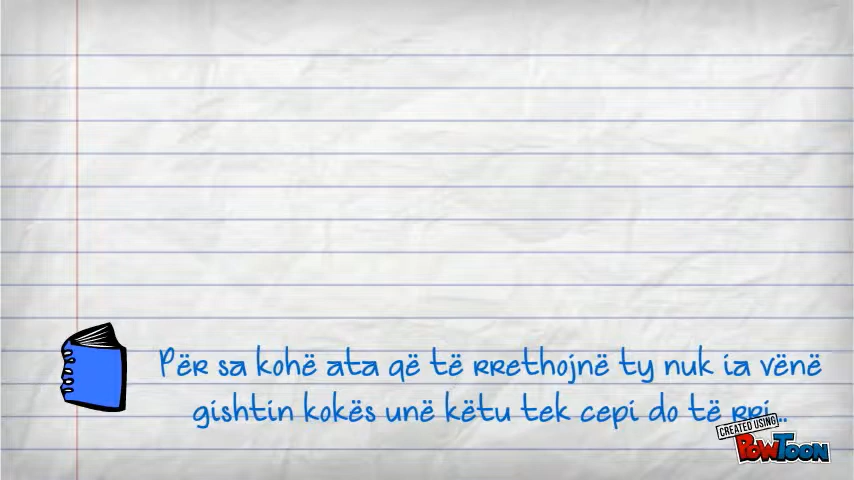 Për sa kohë ata që të rrethojnë ty nuk ia vënë
gishtin kokës unë këtu tek cepi do të rri...
CREATED USING
POWTOON